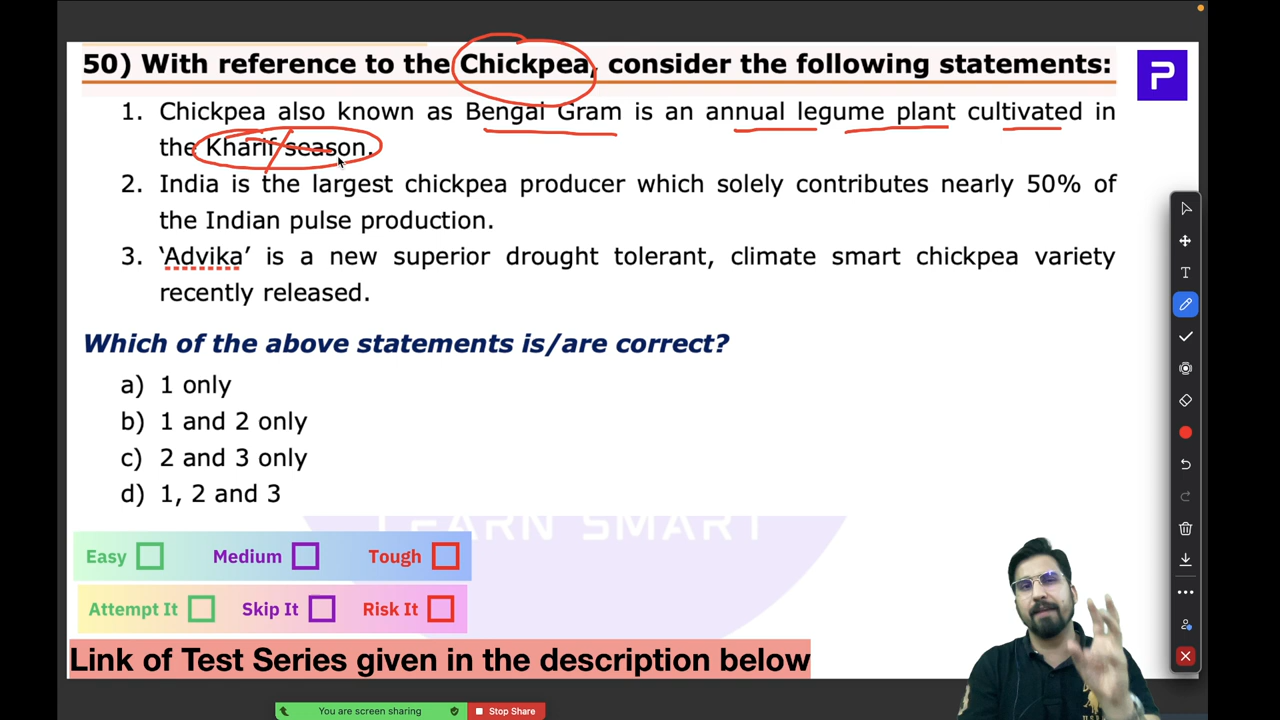 50) With reference to the Chickpea, consider the following statements:
P
1. Chickpea also known as Bengal Gram is an annual legume plant cultivated in
the Kharif season.
2. India is the largest chickpea producer which solely contributes nearly 50% of
the Indian pulse production.
3. ‘Advika’ is a new superior drought tolerant, climate smart chickpea variety
recently released.
Which of the above statements is/are correct?
a) 1 only
b) 1 and 2 only
c) 2 and 3 only
d) 1, 2 and 3
LEARN SMART
Easy Medium Tough
Attempt It Skip It Risk It
Link of Test Series given in the description below
You are screen sharing Stop Share
T